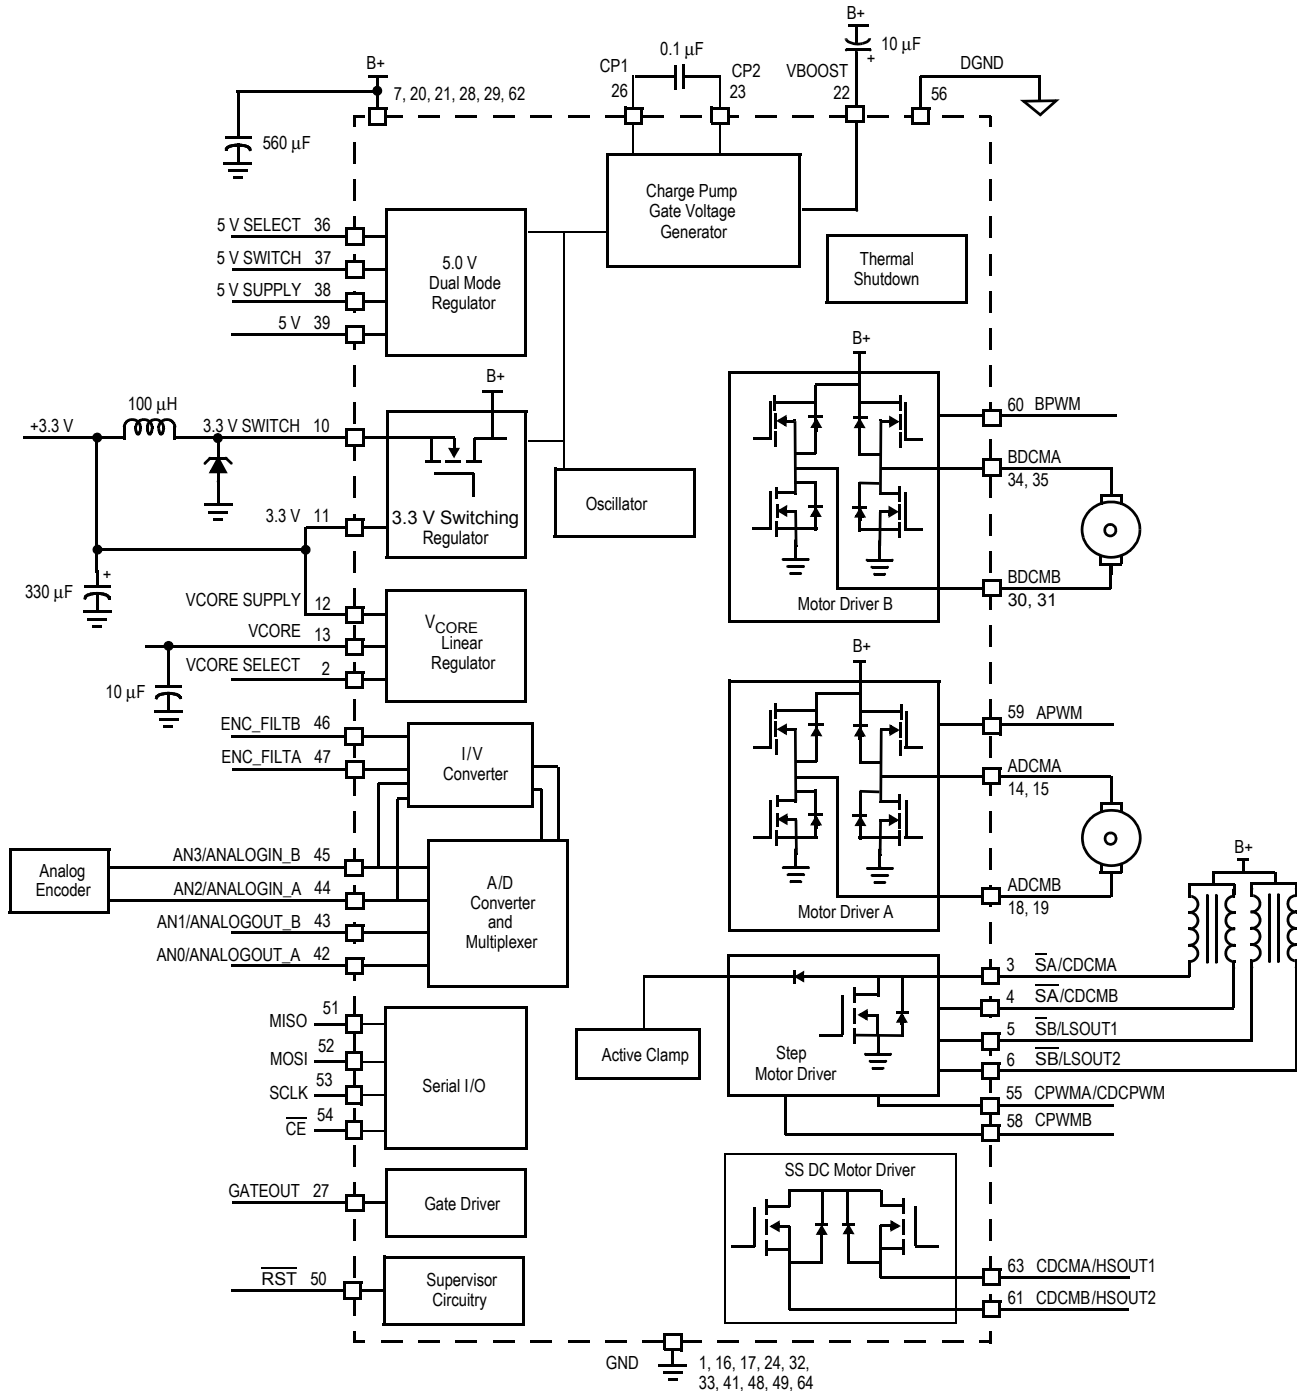 B+
7, 20, 21, 28, 29, 62
560 μF
CP1
26
0.1 μF
CP2
23
B+
10 μF
+
VBOOST
22
DGND
56
Charge Pump
Gate Voltage
Generator
Thermal
Shutdown
5 V SELECT 36
5 V SWITCH 37
5 V SUPPLY 38
5 V 39
5.0 V
Dual Mode
Regulator
B+
+3.3 V
100 μH
3.3 V SWITCH 10
3.3 V 11
3.3 V Switching
Regulator
Oscillator
330 μF
+
VCORE SUPPLY 12
VCORE 13
VCORE SELECT 2
10 μF
VCORE
Linear
Regulator
ENC_FILTB 46
ENC_FILTA 47
I/V
Converter
Analog
Encoder
AN3/ANALOGIN_B 45
AN2/ANALOGIN_A 44
AN1/ANALOGOUT_B 43
AN0/ANALOGOUT_A 42
A/D
Converter
and
Multiplexer
MISO 51
MOSI 52
SCLK 53
C̅E̅ 54
Serial I/O
GATEOUT 27
Gate Driver
R̅S̅T̅ 50
Supervisor
Circuitry
B+
Motor Driver B
60 BPWM
BDCMA
34, 35
BDCMB
30, 31
B+
Motor Driver A
59 APWM
ADCMA
14, 15
ADCMB
18, 19
B+
Active Clamp
Step
Motor Driver
3 S̅A/CDCMA
4 S̅A̅/CDCMB
5 S̅B/LSOUT1
6 S̅B̅/LSOUT2
55 CPWMA/CDCPWM
58 CPWMB
SS DC Motor Driver
63 CDCMA/HSOUT1
61 CDCMB/HSOUT2
GND
1, 16, 17, 24, 32,
33, 41, 48, 49, 64